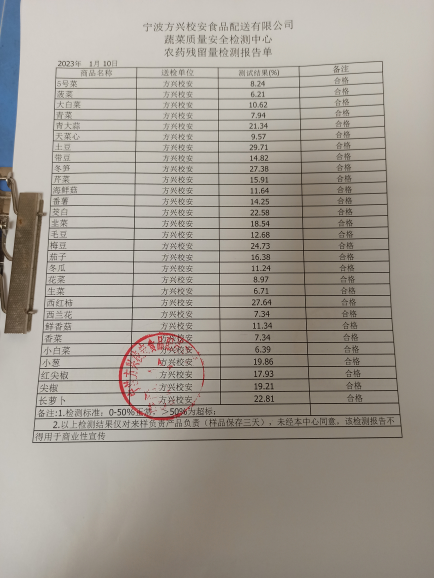 宁波方兴校安食品配送有限公司
蔬菜质量安全检测中心
农药残留量检测报告单
2023年 1月 10日
商品名称 送检单位 测试结果(%) 备注
5号菜 方兴校安 8.24 合格
菠菜 方兴校安 6.21 合格
大白菜 方兴校安 10.62 合格
青菜 方兴校安 7.94 合格
青大蒜 方兴校安 21.34 合格
天菜心 方兴校安 9.57 合格
土豆 方兴校安 29.71 合格
带豆 方兴校安 14.82 合格
冬笋 方兴校安 27.38 合格
芹菜 方兴校安 15.91 合格
海鲜菇 方兴校安 11.64 合格
番薯 方兴校安 14.25 合格
茭白 方兴校安 22.58 合格
韭菜 方兴校安 18.54 合格
毛豆 方兴校安 12.68 合格
梅豆 方兴校安 24.73 合格
茄子 方兴校安 16.38 合格
冬瓜 方兴校安 11.24 合格
花菜 方兴校安 8.97 合格
生菜 方兴校安 6.71 合格
西红柿 方兴校安 27.64 合格
西兰花 方兴校安 7.34 合格
鲜香菇 方兴校安 11.34 合格
香菜 方兴校安 7.34 合格
小白菜 方兴校安 6.39 合格
小葱 方兴校安 19.86 合格
红尖椒 方兴校安 17.93 合格
尖椒 方兴校安 19.21 合格
长萝卜 方兴校安 22.81 合格
备注:1.检测标准：0-50%正常；>50%为超标；
2.以上检测结果仅对来样负责产品负责（样品保存三天），未经本中心同意，该检测报告不
得用于商业性宣传